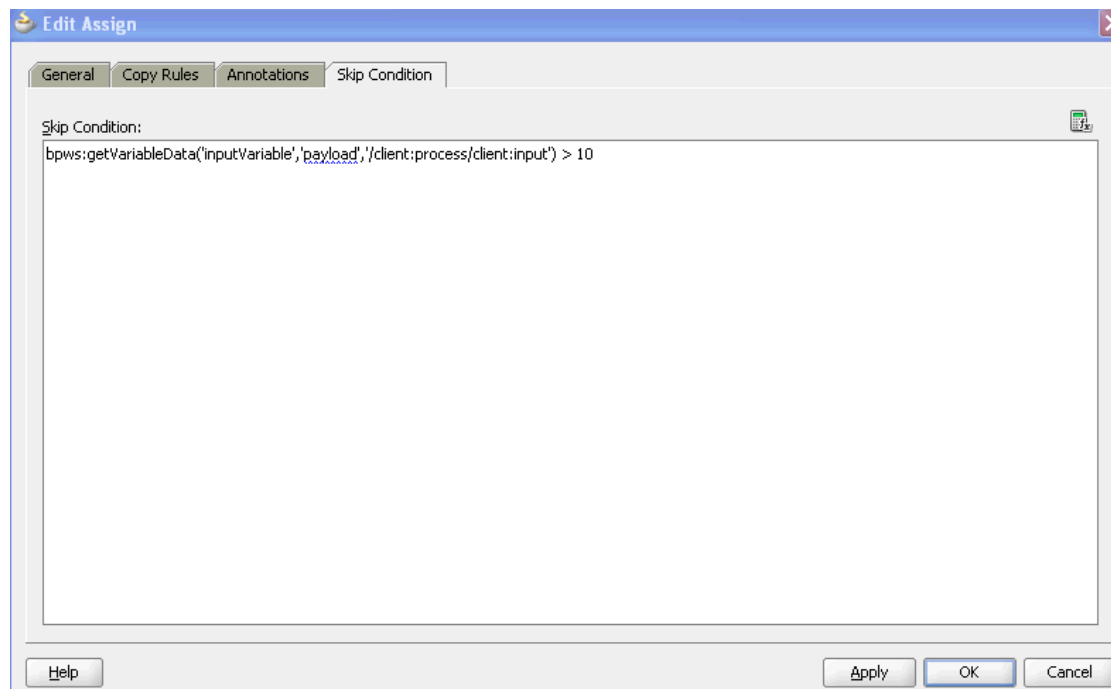 Edit Assign
General Copy Rules Annotations Skip Condition
Skip Condition:
bpws:getVariableData('inputVariable','payload','/client:process/client:input') > 10
Help Apply OK Cancel